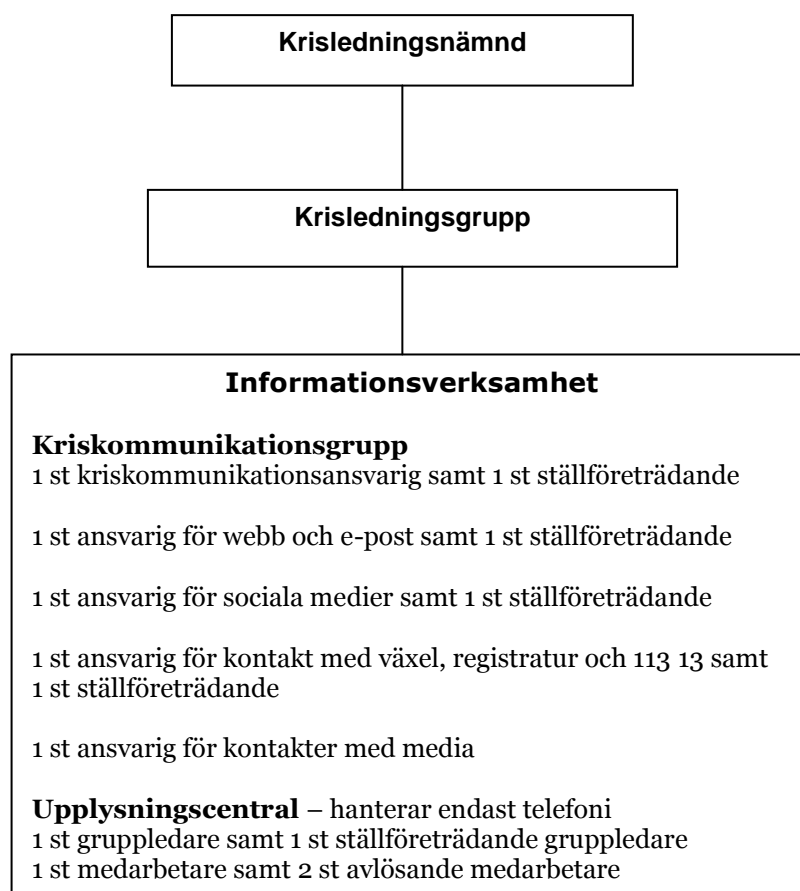 Krisledningsnämnd
Krisledningsgrupp
Informationsverksamhet
Kriskommunikationsgrupp
1 st kriskommunikationsansvarig samt 1 st ställföreträdande
1 st ansvarig för webb och e-post samt 1 st ställföreträdande
1 st ansvarig för sociala medier samt 1 st ställföreträdande
1 st ansvarig för kontakt med växel, registratur och 113 13 samt
1 st ställföreträdande
1 st ansvarig för kontakter med media
Upplysningscentral – hanterar endast telefoni
1 st gruppledare samt 1 st ställföreträdande gruppledare
1 st medarbetare samt 2 st avlösande medarbetare